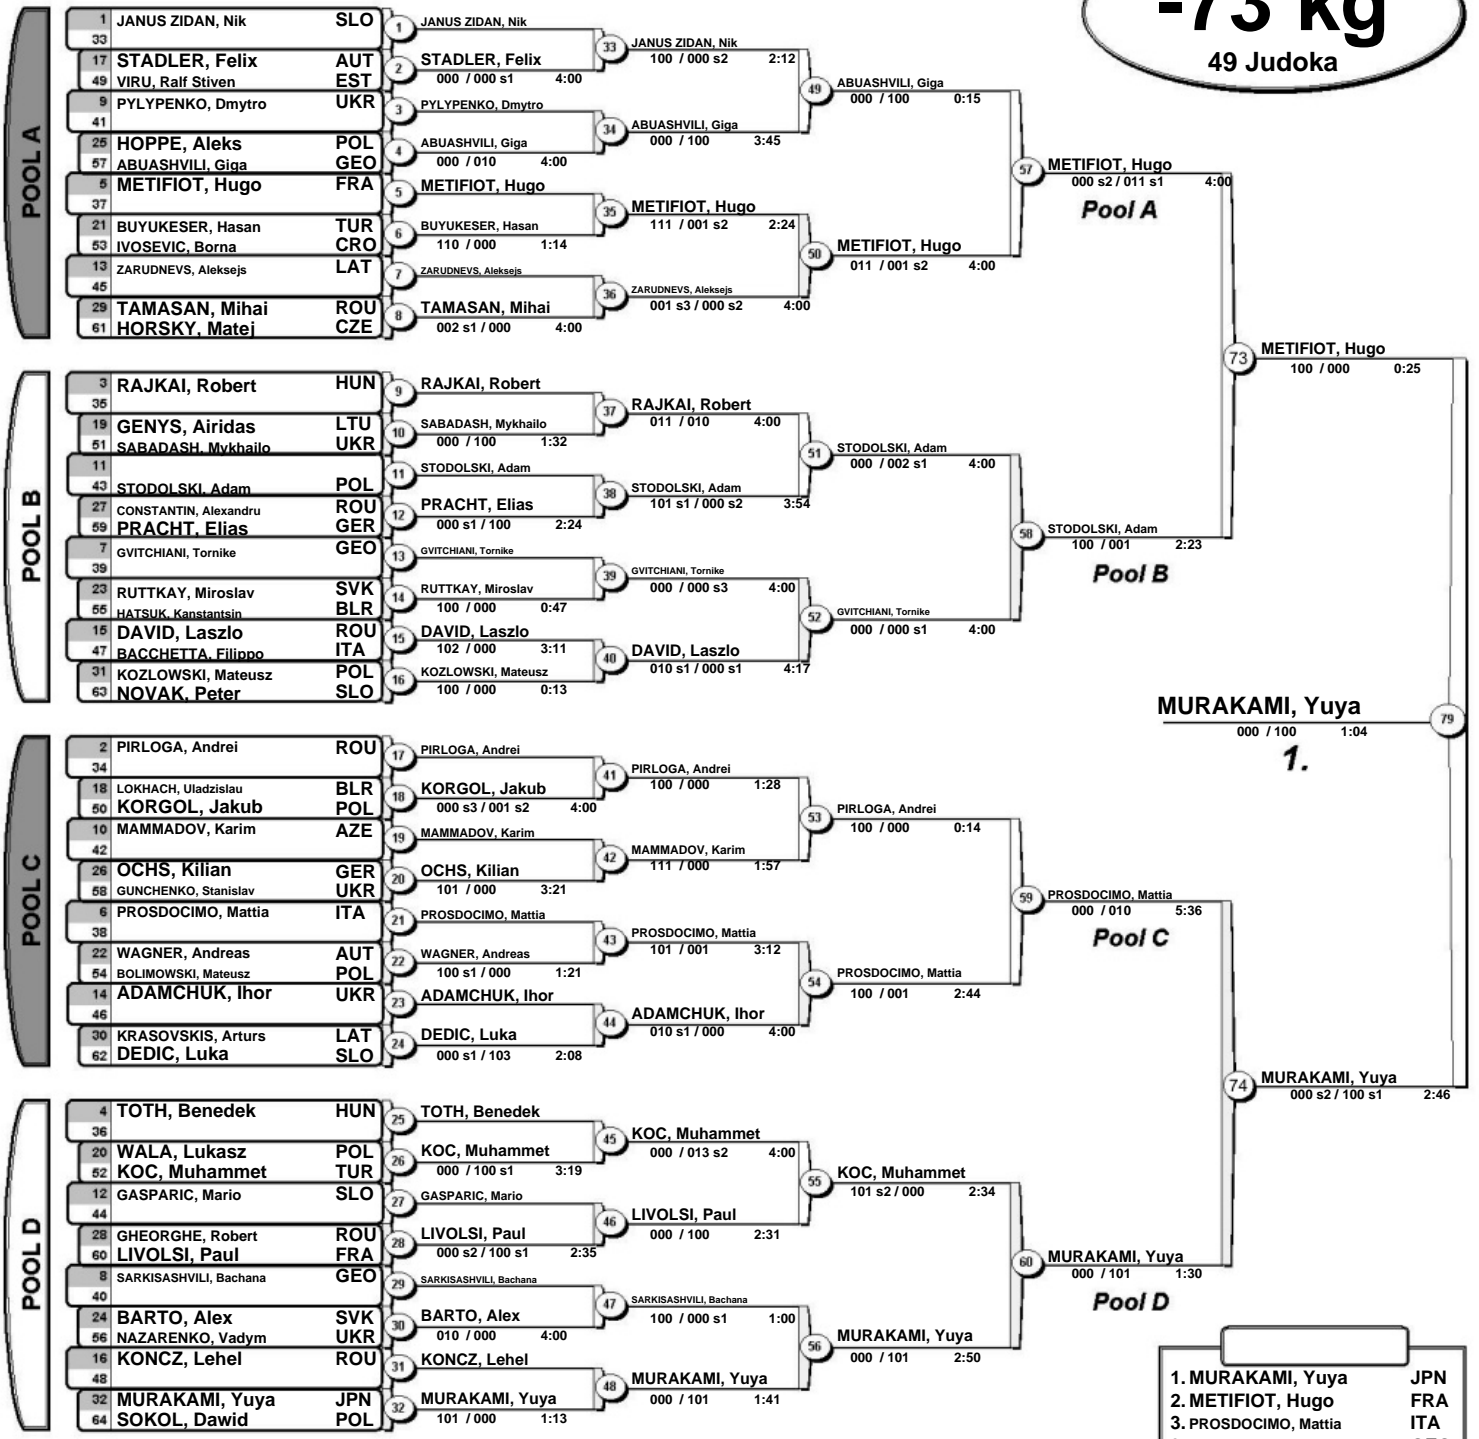 -73 kg
49 Judoka
POOL A
1 JANUS ZIDAN, Nik SLO
33
17 STADLER, Felix AUT
49 VIRU, Ralf Stiven EST
9 PYLYPENKO, Dmytro UKR
41
25 HOPPE, Aleks POL
57 ABUASHVILI, Giga GEO
5 METIFIOT, Hugo FRA
37
21 BUYUKESER, Hasan TUR
53 IVOSEVIC, Borna CRO
13 ZARUDNEVS, Aleksejs LAT
45
29 TAMASAN, Mihai ROU
61 HORSKY, Matej CZE
1 JANUS ZIDAN, Nik
2 STADLER, Felix
000 / 000 s1 4:00
3 PYLYPENKO, Dmytro
4 ABUASHVILI, Giga
000 / 010 4:00
5 METIFIOT, Hugo
6 BUYUKESER, Hasan
110 / 000 1:14
7 ZARUDNEVS, Aleksejs
8 TAMASAN, Mihai
002 s1 / 000 4:00
33 JANUS ZIDAN, Nik
100 / 000 s2 2:12
34 ABUASHVILI, Giga
000 / 100 3:45
35 METIFIOT, Hugo
111 / 001 s2 2:24
36 ZARUDNEVS, Aleksejs
001 s3 / 000 s2 4:00
49 ABUASHVILI, Giga
000 / 100 0:15
50 METIFIOT, Hugo
011 / 001 s2 4:00
57 METIFIOT, Hugo
000 s2 / 011 s1 4:00
Pool A
POOL B
3 RAJKAI, Robert HUN
35
19 GENYS, Airidas LTU
51 SABADASH, Mykhailo UKR
11
43 STODOLSKI, Adam POL
27 CONSTANTIN, Alexandru ROU
59 PRACHT, Elias GER
7 GVITCHIANI, Tornike GEO
39
23 RUTTKAY, Miroslav SVK
55 HATSUK, Kanstantsin BLR
15 DAVID, Laszlo ROU
47 BACCHETTA, Filippo ITA
31 KOZLOWSKI, Mateusz POL
63 NOVAK, Peter SLO
9 RAJKAI, Robert
10 SABADASH, Mykhailo
000 / 100 1:32
11 STODOLSKI, Adam
12 PRACHT, Elias
000 s1 / 100 2:24
13 GVITCHIANI, Tornike
14 RUTTKAY, Miroslav
100 / 000 0:47
15 DAVID, Laszlo
102 / 000 3:11
16 KOZLOWSKI, Mateusz
100 / 000 0:13
37 RAJKAI, Robert
011 / 010 4:00
38 STODOLSKI, Adam
101 s1 / 000 s2 3:54
39 GVITCHIANI, Tornike
000 / 000 s3 4:00
40 DAVID, Laszlo
010 s1 / 000 s1 4:17
51 STODOLSKI, Adam
000 / 002 s1 4:00
52 GVITCHIANI, Tornike
000 / 000 s1 4:00
58 STODOLSKI, Adam
100 / 001 2:23
Pool B
73 METIFIOT, Hugo
100 / 000 0:25
MURAKAMI, Yuya 79
000 / 100 1:04
1.
POOL C
2 PIRLOGA, Andrei ROU
34
18 LOKHACH, Uladzislau BLR
50 KORGOL, Jakub POL
10 MAMMADOV, Karim AZE
42
26 OCHS, Kilian GER
58 GUNCHENKO, Stanislav UKR
6 PROSDOCIMO, Mattia ITA
38
22 WAGNER, Andreas AUT
54 BOLIMOWSKI, Mateusz POL
14 ADAMCHUK, Ihor UKR
46
30 KRASOVSKIS, Arturs LAT
62 DEDIC, Luka SLO
17 PIRLOGA, Andrei
18 KORGOL, Jakub
000 s3 / 001 s2 4:00
19 MAMMADOV, Karim
20 OCHS, Kilian
101 / 000 3:21
21 PROSDOCIMO, Mattia
22 WAGNER, Andreas
100 s1 / 000 1:21
23 ADAMCHUK, Ihor
24 DEDIC, Luka
000 s1 / 103 2:08
41 PIRLOGA, Andrei
100 / 000 1:28
42 MAMMADOV, Karim
111 / 000 1:57
43 PROSDOCIMO, Mattia
101 / 001 3:12
44 ADAMCHUK, Ihor
010 s1 / 000 4:00
53 PIRLOGA, Andrei
100 / 000 0:14
54 PROSDOCIMO, Mattia
100 / 001 2:44
59 PROSDOCIMO, Mattia
000 / 010 5:36
Pool C
POOL D
4 TOTH, Benedek HUN
36
20 WALA, Lukasz POL
52 KOC, Muhammet TUR
12 GASPARIC, Mario SLO
44
28 GHEORGHE, Robert ROU
60 LIVOLSI, Paul FRA
8 SARKISASHVILI, Bachana GEO
40
24 BARTO, Alex SVK
56 NAZARENKO, Vadym UKR
16 KONCZ, Lehel ROU
48
32 MURAKAMI, Yuya JPN
64 SOKOL, Dawid POL
25 TOTH, Benedek
26 KOC, Muhammet
000 / 100 s1 3:19
27 GASPARIC, Mario
28 LIVOLSI, Paul
000 s2 / 100 s1 2:35
29 SARKISASHVILI, Bachana
30 BARTO, Alex
010 / 000 4:00
31 KONCZ, Lehel
32 MURAKAMI, Yuya
101 / 000 1:13
45 KOC, Muhammet
000 / 013 s2 4:00
46 LIVOLSI, Paul
000 / 100 2:31
47 SARKISASHVILI, Bachana
100 / 000 s1 1:00
48 MURAKAMI, Yuya
000 / 101 1:41
55 KOC, Muhammet
101 s2 / 000 2:34
56 MURAKAMI, Yuya
000 / 101 2:50
60 MURAKAMI, Yuya
000 / 101 1:30
Pool D
74 MURAKAMI, Yuya
000 s2 / 100 s1 2:46
1. MURAKAMI, Yuya JPN
2. METIFIOT, Hugo FRA
3. PROSDOCIMO, Mattia ITA